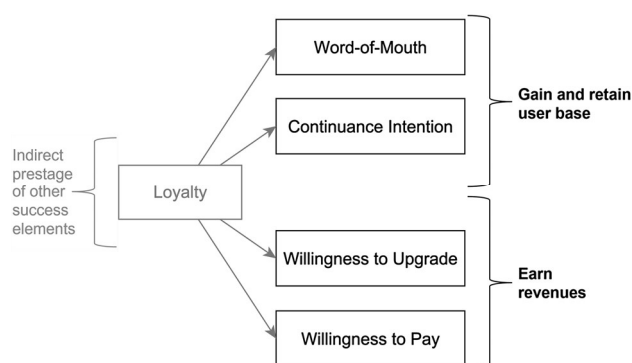 Word-of-Mouth
Gain and retain
user base
Continuance Intention
Indirect
prestage
of other
success
elements
Loyalty
Willingness to Upgrade
Earn
revenues
Willingness to Pay